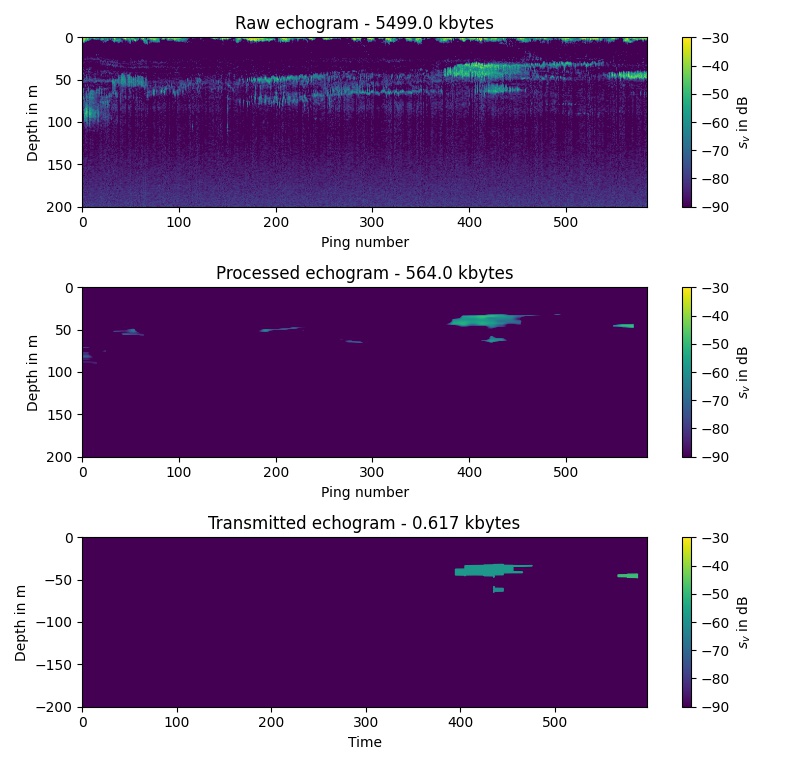 Raw echogram - 5499.0 kbytes
0
50
100
150
200
Depth in m
0 100 200 300 400 500
Ping number
−30
−40
−50
−60
−70
−80
−90
sv in dB
Processed echogram - 564.0 kbytes
0
50
100
150
200
Depth in m
0 100 200 300 400 500
Ping number
−30
−40
−50
−60
−70
−80
−90
sv in dB
Transmitted echogram - 0.617 kbytes
0
−50
−100
−150
−200
Depth in m
0 100 200 300 400 500
Time
−30
−40
−50
−60
−70
−80
−90
sv in dB